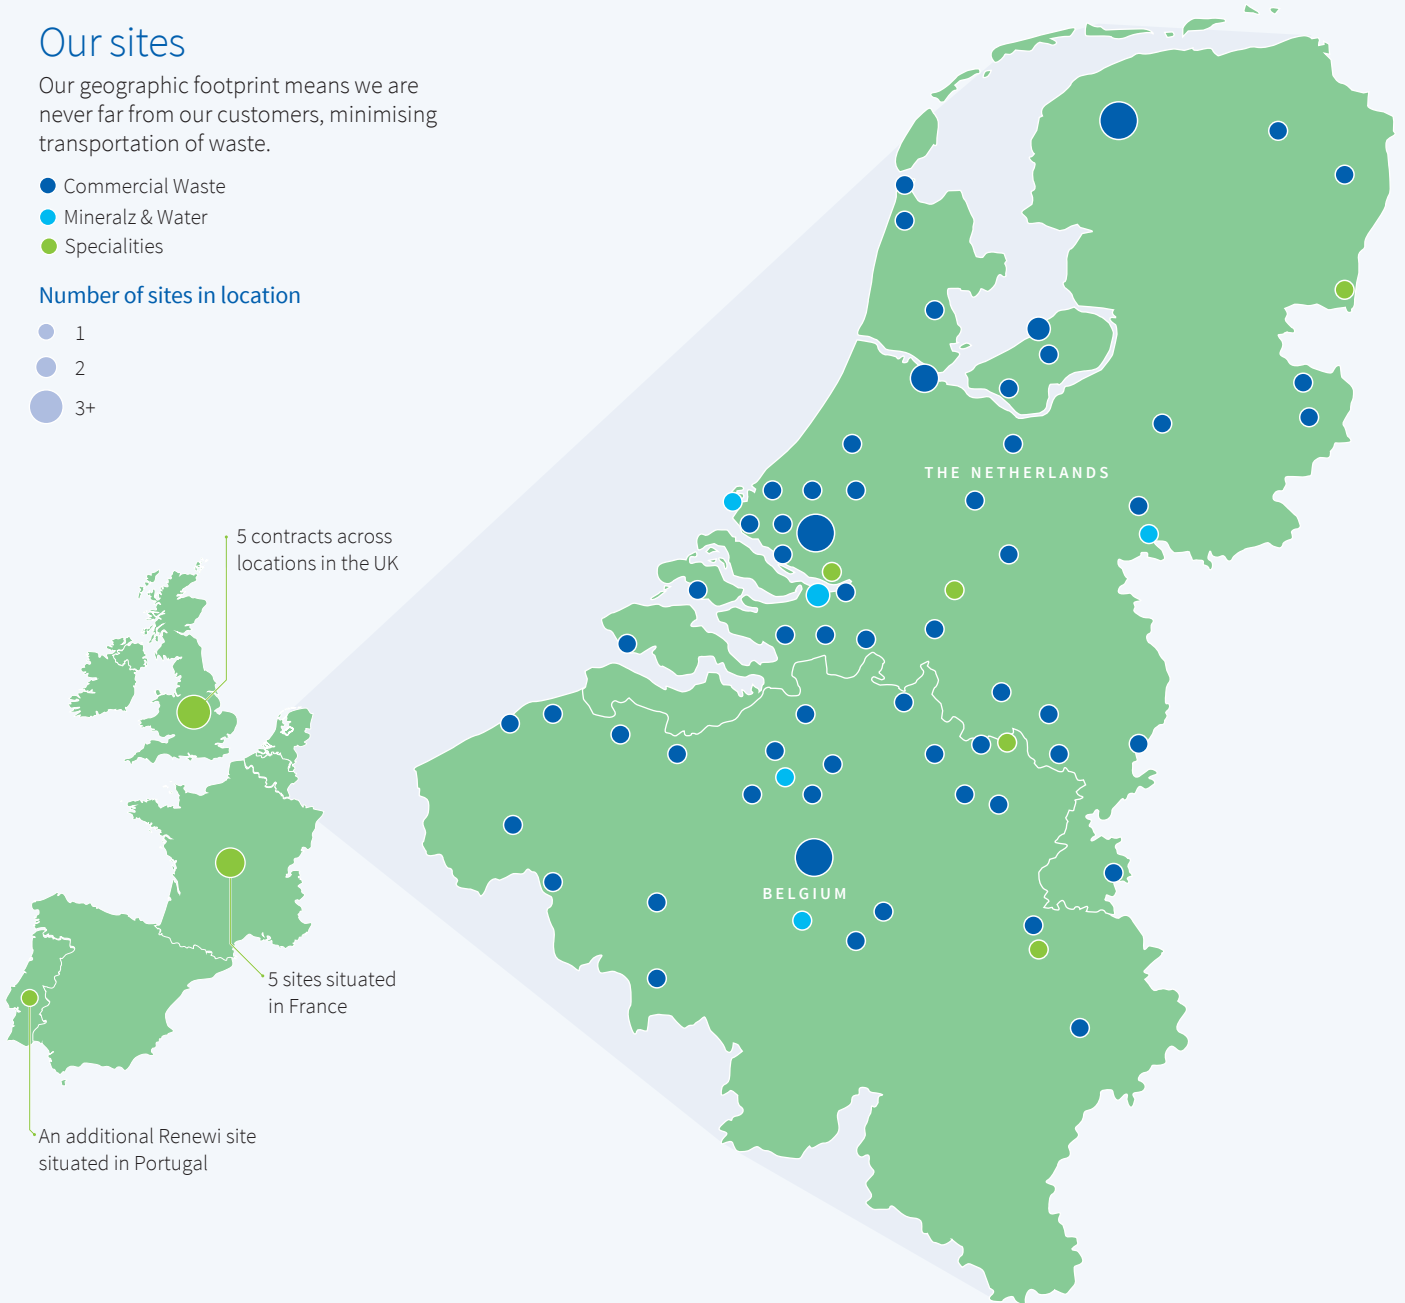 Our sites
Our geographic footprint means we are
never far from our customers, minimising
transportation of waste.
Commercial Waste
Mineralz & Water
Specialities
Number of sites in location
1
2
3+
THE NETHERLANDS
5 contracts across
locations in the UK
BELGIUM
5 sites situated
in France
An additional Renewi site
situated in Portugal